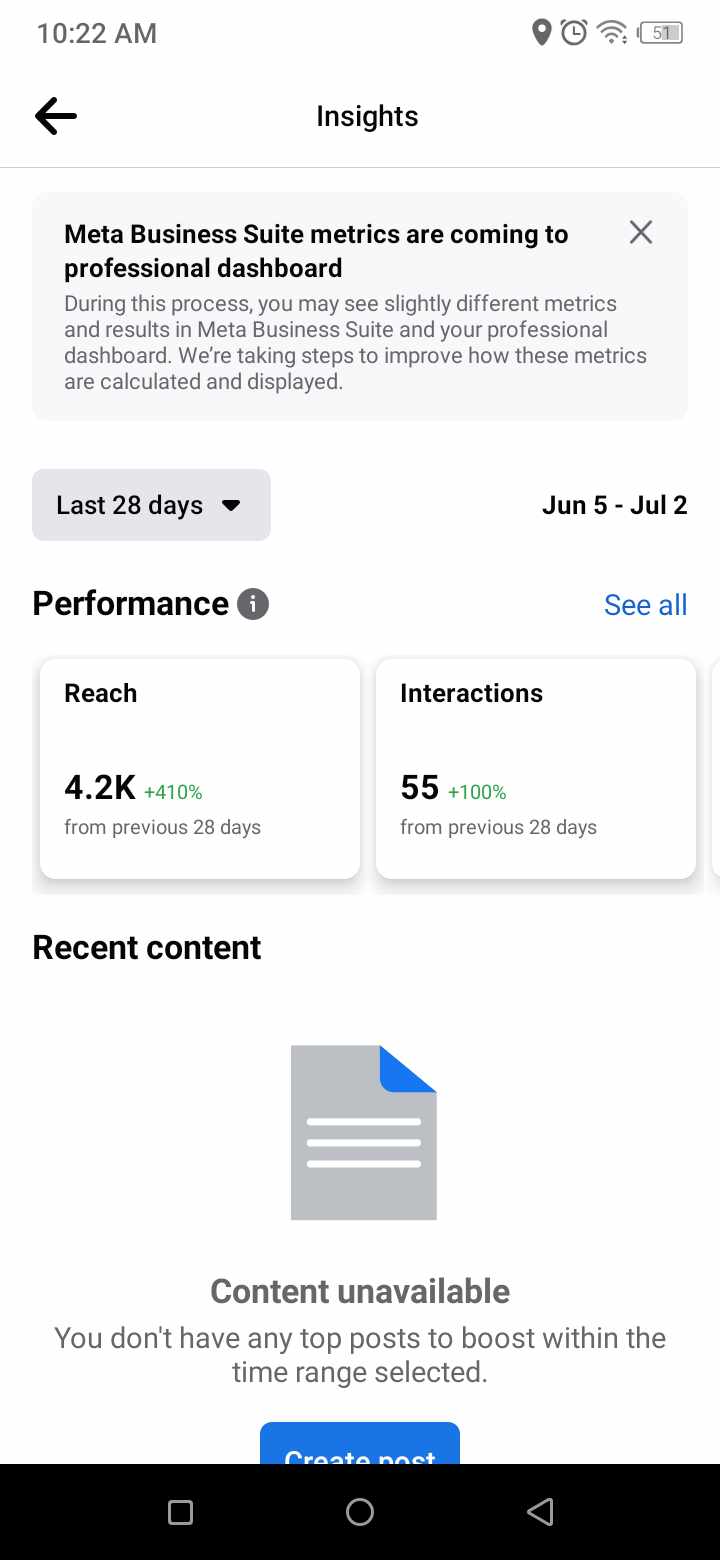 10:22 AM
51
Insights
Meta Business Suite metrics are coming to
professional dashboard
During this process, you may see slightly different metrics
and results in Meta Business Suite and your professional
dashboard. We’re taking steps to improve how these metrics
are calculated and displayed.
Last 28 days
Jun 5 - Jul 2
Performance
See all
Reach
4.2K +410%
from previous 28 days
Interactions
55 +100%
from previous 28 days
Recent content
Content unavailable
You don't have any top posts to boost within the
time range selected.
Create post